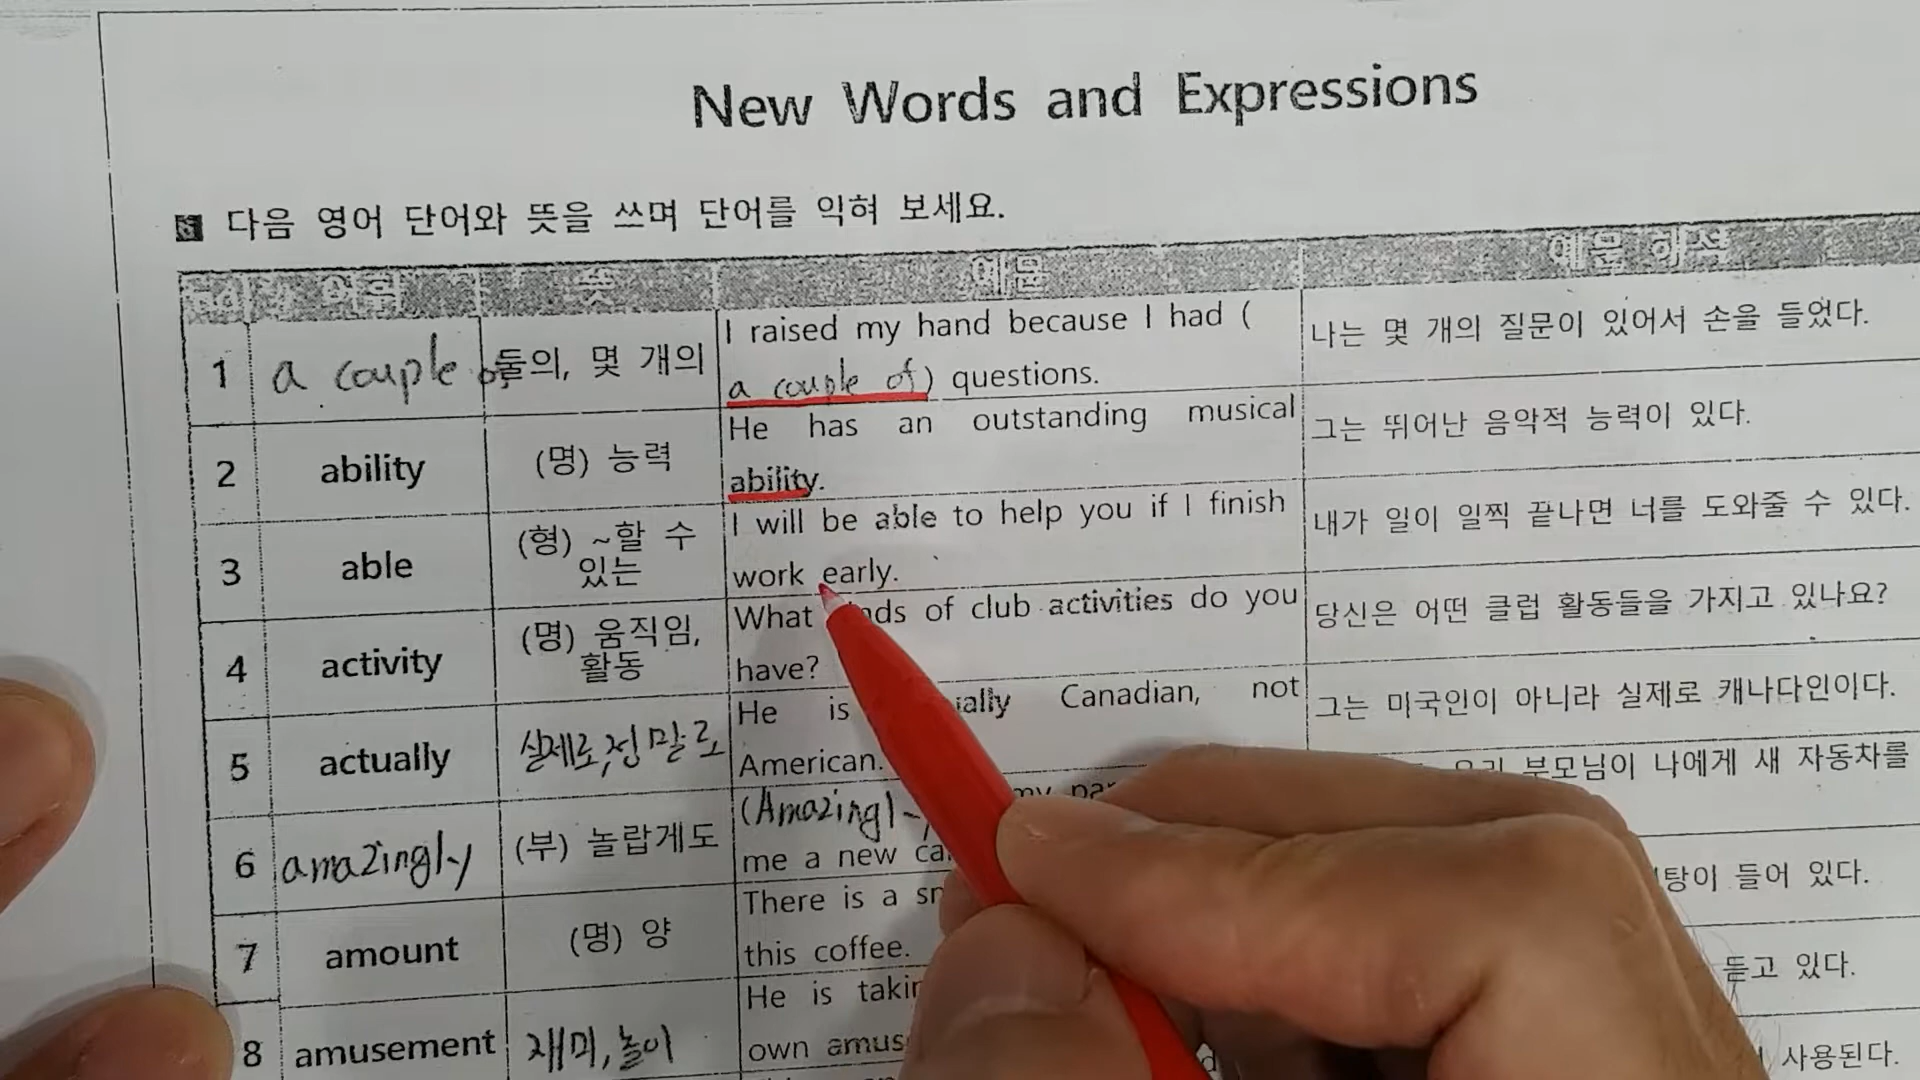 New Words and Expressions
다음 영어 단어와 뜻을 쓰며 단어를 익혀 보세요.
어휘 뜻 예문 예문 해석
1 a couple of 둘의, 몇 개의
I raised my hand because I had (
a couple of) questions.
나는 몇 개의 질문이 있어서 손을 들었다.
2 ability (명) 능력
He has an outstanding musical
ability.
그는 뛰어난 음악적 능력이 있다.
3 able
(형) ~할 수
있는
I will be able to help you if I finish
work early.
내가 일이 일찍 끝나면 너를 도와줄 수 있다.
4 activity
(명) 움직임,
활동
What of club activities do you
have?
당신은 어떤 클럽 활동들을 가지고 있나요?
5 actually 실제로, 정말로
He is Canadian, not
American.
그는 미국인이 아니라 실제로 캐나다인이다.
6 amazingly (부) 놀랍게도
(Amazingly my
me a new
부모님이 나에게 새 자동차를
7 amount (명) 양
There is a
this coffee.
들어 있다.
8 amusement 재미, 놀이
He is
own
듣고 있다.
사용된다.